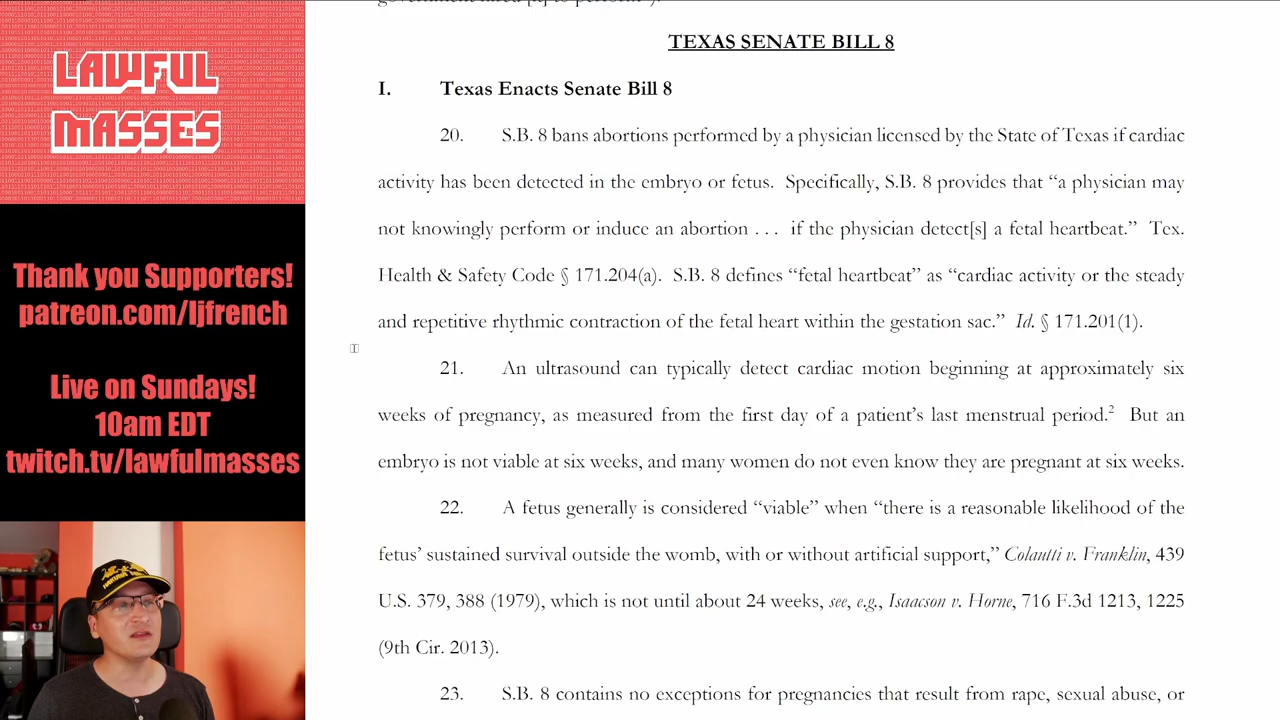 LAWFUL
MASSES
Thank you Supporters!
patreon.com/ljfrench
Live on Sundays!
10am EDT
twitch.tv/lawfulmasses
TEXAS SENATE BILL 8
I. Texas Enacts Senate Bill 8
20. S.B. 8 bans abortions performed by a physician licensed by the State of Texas if cardiac
activity has been detected in the embryo or fetus. Specifically, S.B. 8 provides that “a physician may
not knowingly perform or induce an abortion . . . if the physician detect[s] a fetal heartbeat.” Tex.
Health & Safety Code § 171.204(a). S.B. 8 defines “fetal heartbeat” as “cardiac activity or the steady
and repetitive rhythmic contraction of the fetal heart within the gestation sac.” Id. § 171.201(1).
21. An ultrasound can typically detect cardiac motion beginning at approximately six
weeks of pregnancy, as measured from the first day of a patient’s last menstrual period.2 But an
embryo is not viable at six weeks, and many women do not even know they are pregnant at six weeks.
22. A fetus generally is considered “viable” when “there is a reasonable likelihood of the
fetus’ sustained survival outside the womb, with or without artificial support,” Colautti v. Franklin, 439
U.S. 379, 388 (1979), which is not until about 24 weeks, see, e.g., Isaacson v. Horne, 716 F.3d 1213, 1225
(9th Cir. 2013).
23. S.B. 8 contains no exceptions for pregnancies that result from rape, sexual abuse, or